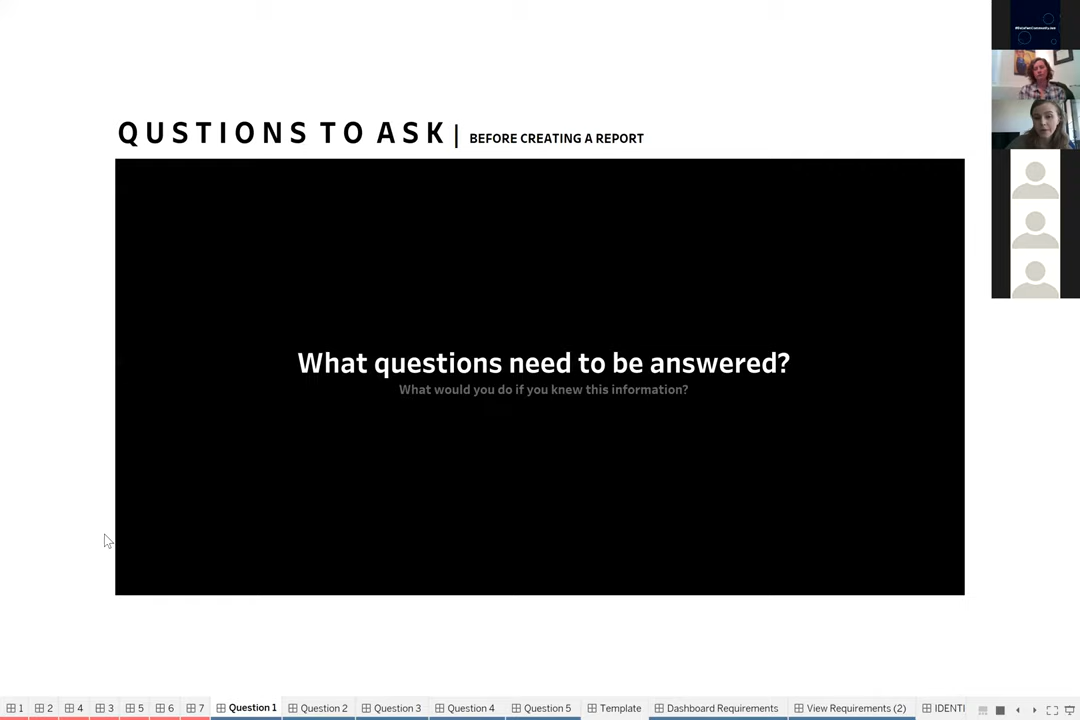 QUSTIONS TO ASK | BEFORE CREATING A REPORT
What questions need to be answered?
What would you do if you knew this information?
1 2 4 3 5 6 7 Question 1 Question 2 Question 3 Question 4 Question 5 Template Dashboard Requirements View Requirements (2) IDENTI